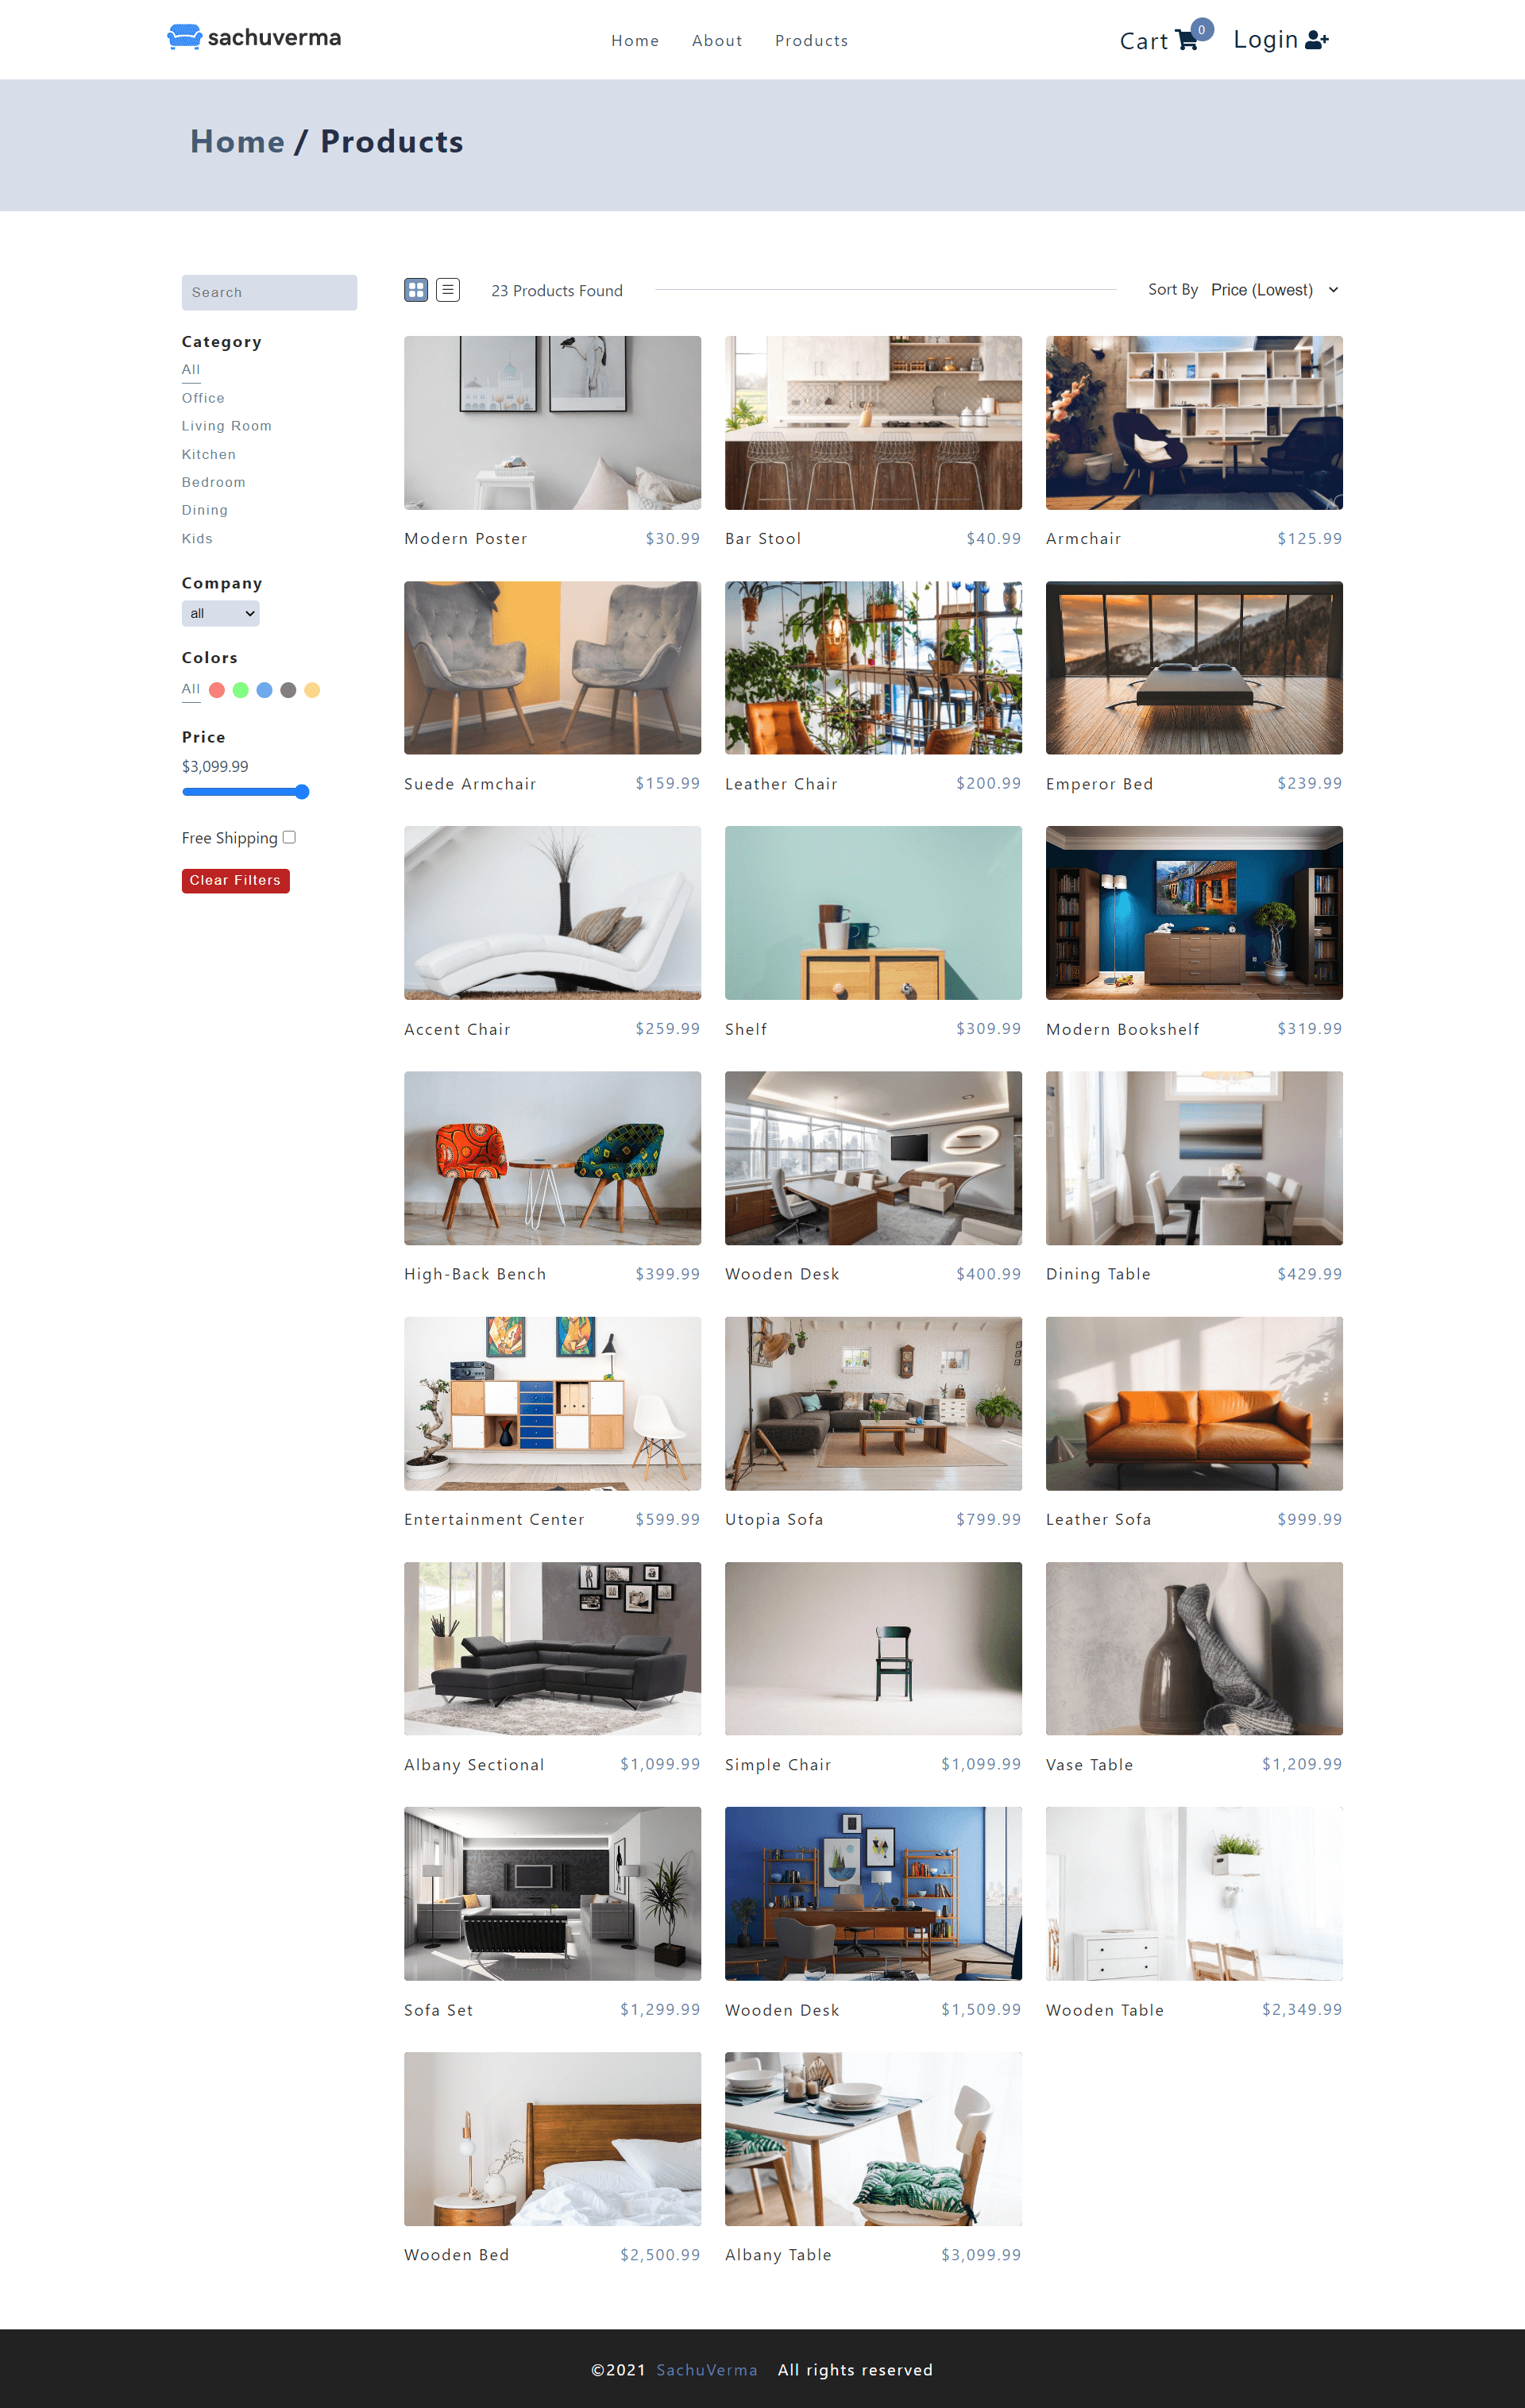 sachuverma
Home About Products
Cart 0 Login
Home / Products
Search
Category
All
Office
Living Room
Kitchen
Bedroom
Dining
Kids
Company
all
Colors
All
Price
$3,099.99
Free Shipping
Clear Filters
23 Products Found
Sort By Price (Lowest)
Modern Poster $30.99
Bar Stool $40.99
Armchair $125.99
Suede Armchair $159.99
Leather Chair $200.99
Emperor Bed $239.99
Accent Chair $259.99
Shelf $309.99
Modern Bookshelf $319.99
High-Back Bench $399.99
Wooden Desk $400.99
Dining Table $429.99
Entertainment Center $599.99
Utopia Sofa $799.99
Leather Sofa $999.99
Albany Sectional $1,099.99
Simple Chair $1,099.99
Vase Table $1,209.99
Sofa Set $1,299.99
Wooden Desk $1,509.99
Wooden Table $2,349.99
Wooden Bed $2,500.99
Albany Table $3,099.99
©2021 SachuVerma All rights reserved